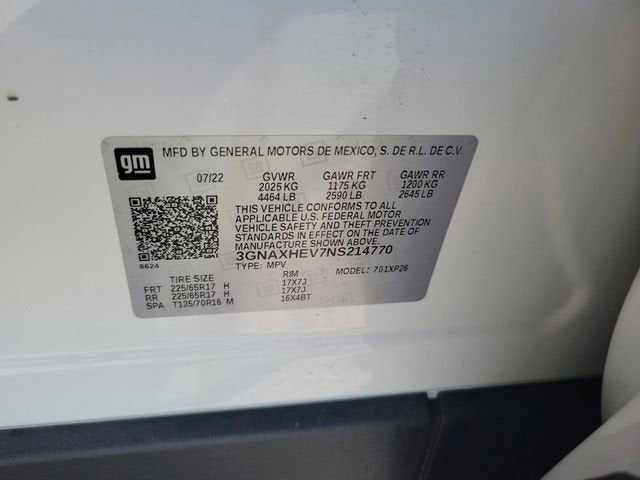 gm
MFD BY GENERAL MOTORS DE MEXICO, S. DE R.L. DE C.V.
07/22 GVWR GAWR FRT GAWR RR
2025 KG 1175 KG 1200 KG
4464 LB 2590 LB 2645 LB
THIS VEHICLE CONFORMS TO ALL
APPLICABLE U.S. FEDERAL MOTOR
VEHICLE SAFETY AND THEFT PREVENTION
STANDARDS IN EFFECT ON THE DATE OF
MANUFACTURE SHOWN ABOVE.
3GNAXHEV7NS214770
8624 TYPE: MPV MODEL: 701XP26
TIRE SIZE RIM
FRT 225/65R17 H 17X7J
RR 225/65R17 H 17X7J
SPA T135/70R16 M 16X4BT